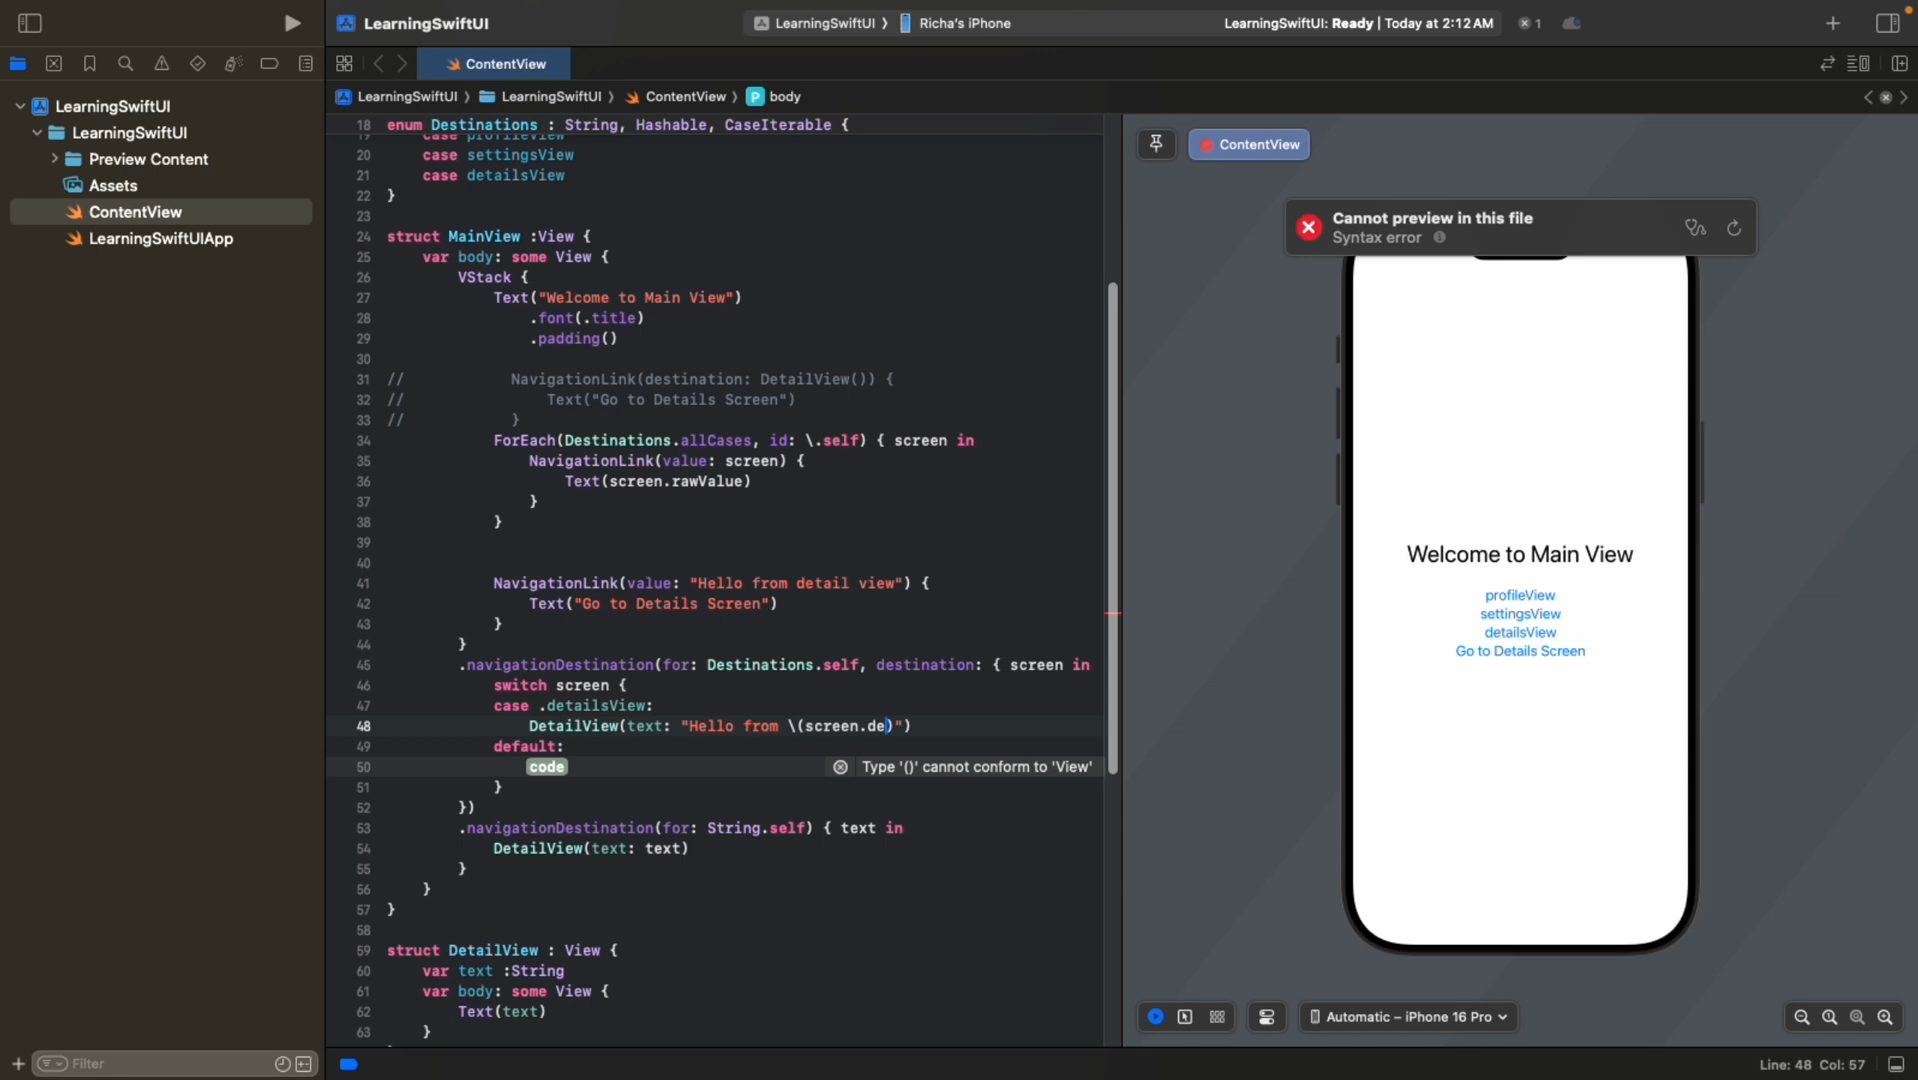 LearningSwiftUI
LearningSwiftUI 〉 Richa's iPhone
LearningSwiftUI: Ready | Today at 2:12 AM
1
ContentView
LearningSwiftUI 〉 LearningSwiftUI 〉 ContentView 〉 P body
LearningSwiftUI
LearningSwiftUI
Preview Content
Assets
ContentView
LearningSwiftUIApp
Filter
18 enum Destinations : String, Hashable, CaseIterable {
19 case profileView
20 case settingsView
21 case detailsView
22 }
23
24 struct MainView :View {
25 var body: some View {
26 VStack {
27 Text("Welcome to Main View")
28 .font(.title)
29 .padding()
30
31 // NavigationLink(destination: DetailView()) {
32 // Text("Go to Details Screen")
33 // }
34 ForEach(Destinations.allCases, id: \.self) { screen in
35 NavigationLink(value: screen) {
36 Text(screen.rawValue)
37 }
38 }
39
40
41 NavigationLink(value: "Hello from detail view") {
42 Text("Go to Details Screen")
43 }
44 }
45 .navigationDestination(for: Destinations.self, destination: { screen in
46 switch screen {
47 case .detailsView:
48 DetailView(text: "Hello from \(screen.de)")
49 default:
50 code Type '()' cannot conform to 'View'
51 }
52 })
53 .navigationDestination(for: String.self) { text in
54 DetailView(text: text)
55 }
56 }
57 }
58
59 struct DetailView : View {
60 var text :String
61 var body: some View {
62 Text(text)
63 }
ContentView
Cannot preview in this file
Syntax error
Welcome to Main View
profileView
settingsView
detailsView
Go to Details Screen
Automatic – iPhone 16 Pro
Line: 48 Col: 57